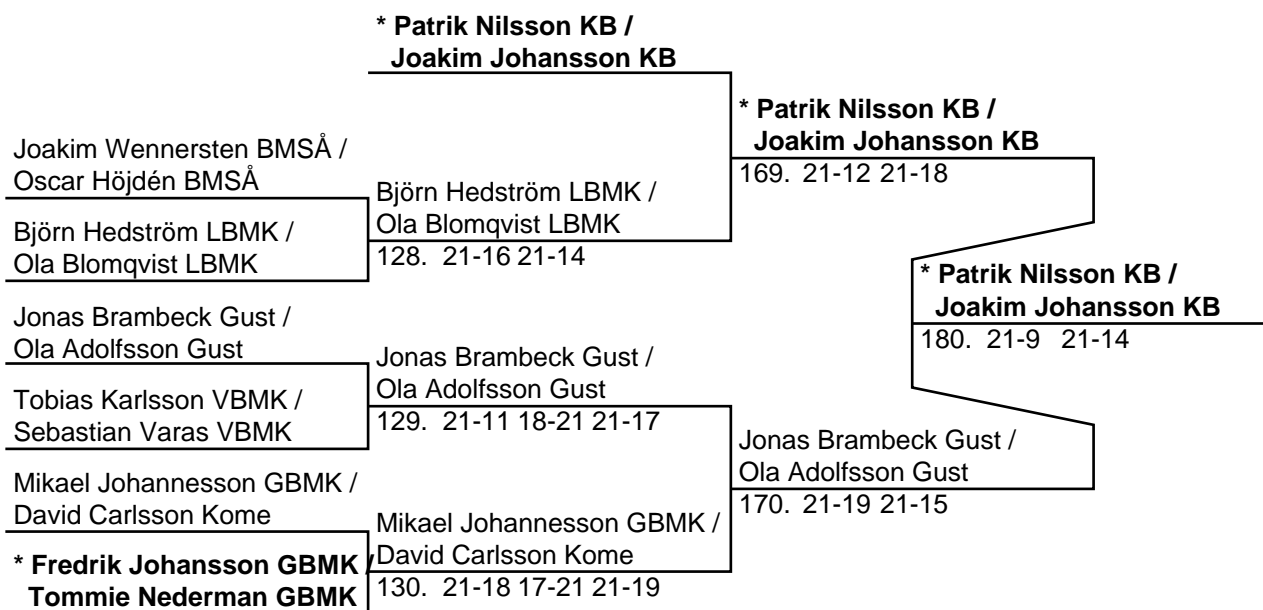 * Patrik Nilsson KB /
Joakim Johansson KB
* Patrik Nilsson KB /
Joakim Johansson KB
169. 21-12 21-18
Joakim Wennersten BMSÅ /
Oscar Höjdén BMSÅ
Björn Hedström LBMK /
Ola Blomqvist LBMK
128. 21-16 21-14
Björn Hedström LBMK /
Ola Blomqvist LBMK
* Patrik Nilsson KB /
Joakim Johansson KB
180. 21-9 21-14
Jonas Brambeck Gust /
Ola Adolfsson Gust
Jonas Brambeck Gust /
Ola Adolfsson Gust
129. 21-11 18-21 21-17
Tobias Karlsson VBMK /
Sebastian Varas VBMK
Jonas Brambeck Gust /
Ola Adolfsson Gust
170. 21-19 21-15
Mikael Johannesson GBMK /
David Carlsson Kome
Mikael Johannesson GBMK /
David Carlsson Kome
130. 21-18 17-21 21-19
* Fredrik Johansson GBMK /
Tommie Nederman GBMK